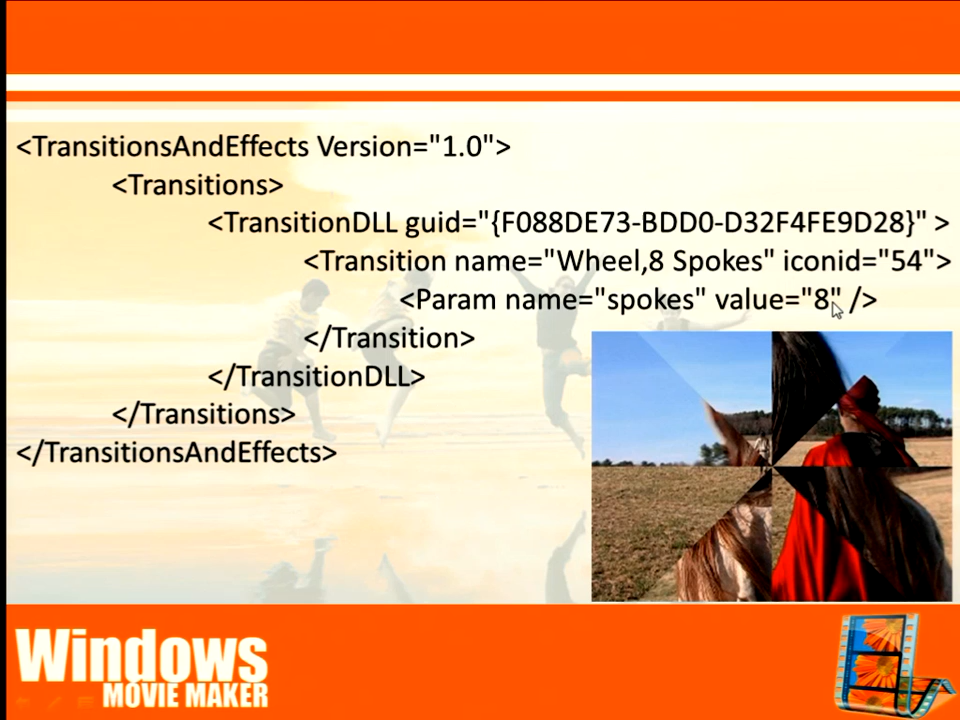 <TransitionsAndEffects Version="1.0">
<Transitions>
<TransitionDLL guid="{F088DE73-BDD0-D32F4FE9D28}" >
<Transition name="Wheel,8 Spokes" iconid="54">
<Param name="spokes" value="8" />
</Transition>
</TransitionDLL>
</Transitions>
</TransitionsAndEffects>
Windows
MOVIE MAKER